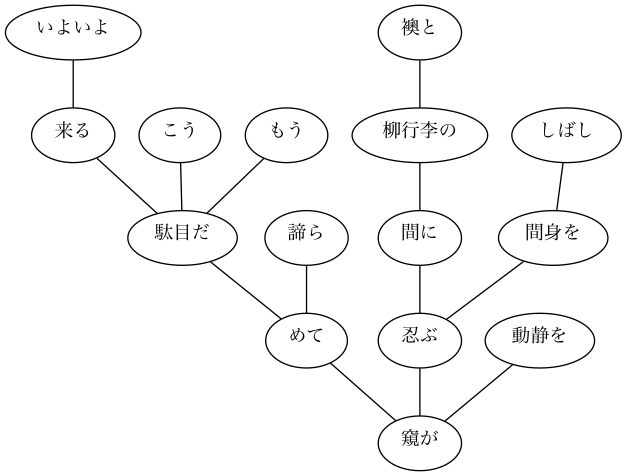 いよいよ 襖と
来る こう もう 柳行李の しばし
駄目だ 諦ら 間に 間身を
めて 忍ぶ 動静を
窺が